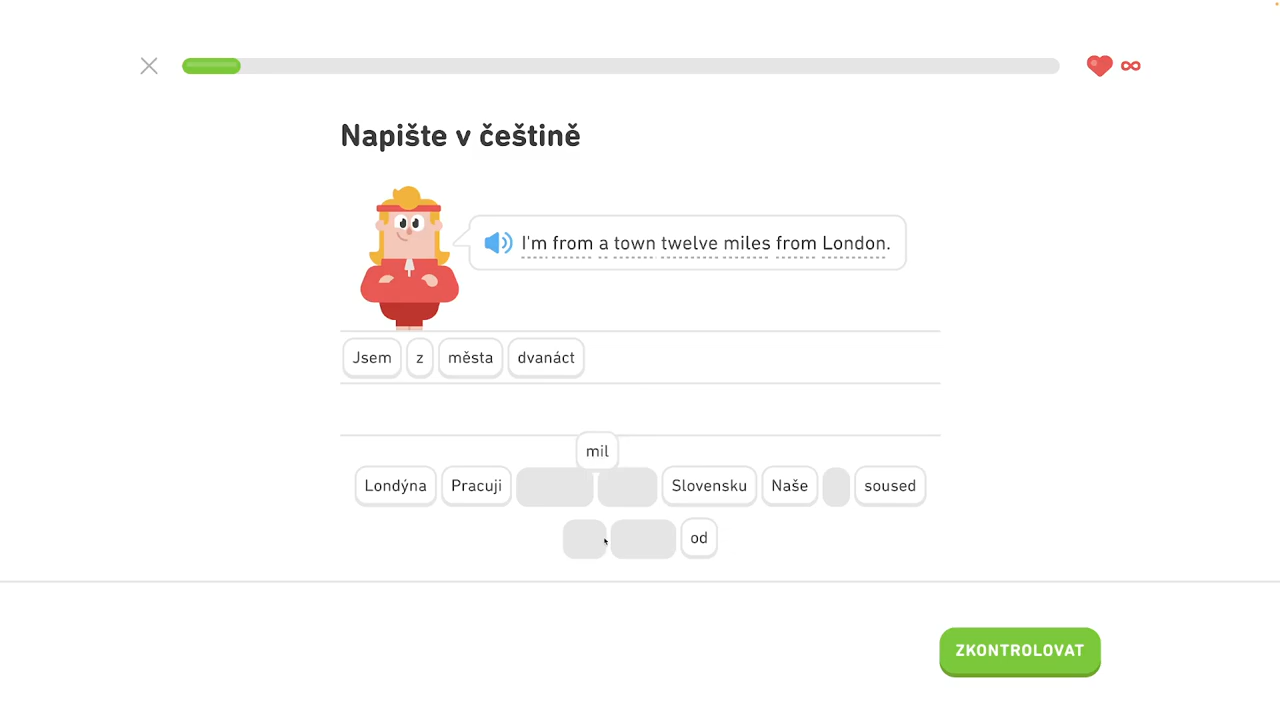 Napište v češtině
I'm from a town twelve miles from London.
Jsem z města dvanáct
mil
Londýna Pracuji Slovensku Naše soused
od
ZKONTROLOVAT